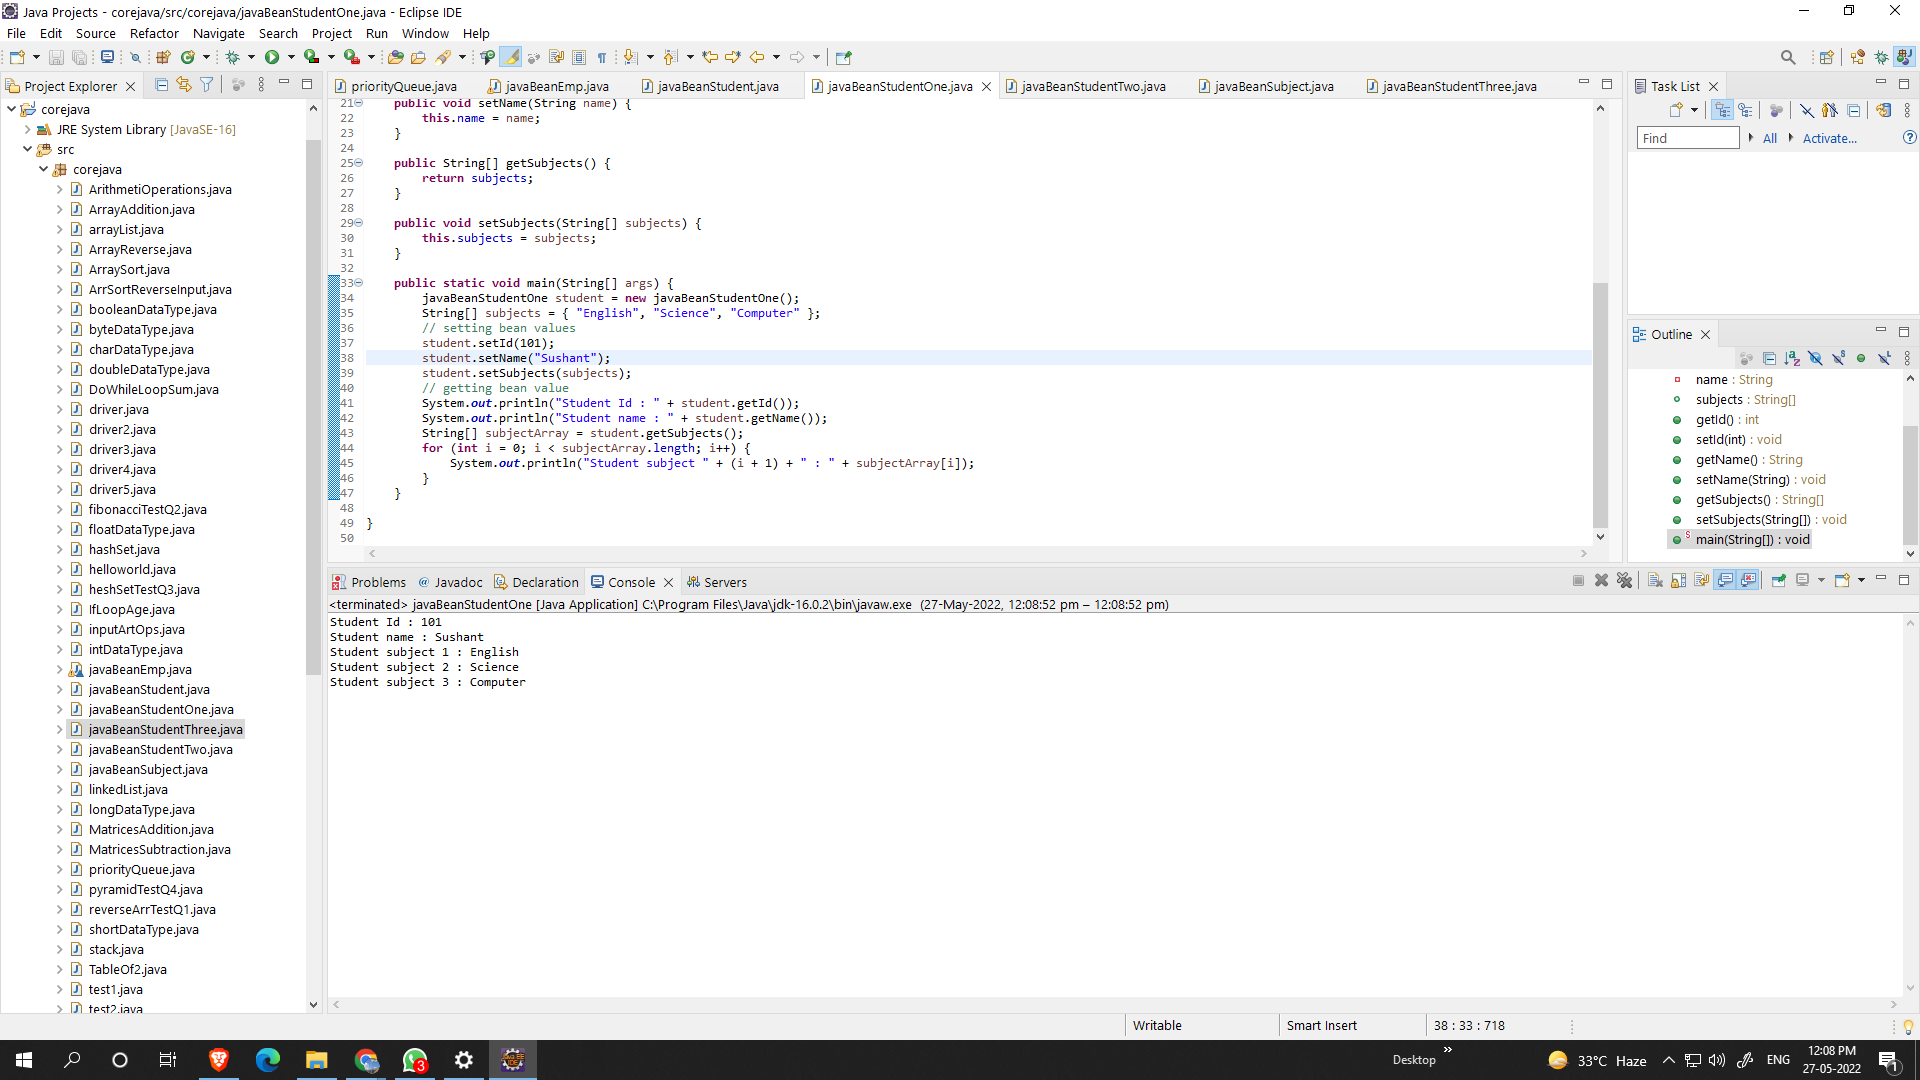 Java Projects - corejava/src/corejava/javaBeanStudentOne.java - Eclipse IDE
File Edit Source Refactor Navigate Search Project Run Window Help
Project Explorer
corejava
JRE System Library [JavaSE-16]
src
corejava
ArithmetiOperations.java
ArrayAddition.java
arrayList.java
ArrayReverse.java
ArraySort.java
ArrSortReverseInput.java
booleanDataType.java
byteDataType.java
charDataType.java
doubleDataType.java
DoWhileLoopSum.java
driver.java
driver2.java
driver3.java
driver4.java
driver5.java
fibonacciTestQ2.java
floatDataType.java
hashSet.java
helloworld.java
heshSetTestQ3.java
IfLoopAge.java
inputArtOps.java
intDataType.java
javaBeanEmp.java
javaBeanStudent.java
javaBeanStudentOne.java
javaBeanStudentThree.java
javaBeanStudentTwo.java
javaBeanSubject.java
linkedList.java
longDataType.java
MatricesAddition.java
MatricesSubtraction.java
priorityQueue.java
pyramidTestQ4.java
reverseArrTestQ1.java
shortDataType.java
stack.java
TableOf2.java
test1.java
test2.java
priorityQueue.java javaBeanEmp.java javaBeanStudent.java javaBeanStudentOne.java javaBeanStudentTwo.java javaBeanSubject.java javaBeanStudentThree.java
21 public void setName(String name) {
22 this.name = name;
23 }
24
25 public String[] getSubjects() {
26 return subjects;
27 }
28
29 public void setSubjects(String[] subjects) {
30 this.subjects = subjects;
31 }
32
33 public static void main(String[] args) {
34 javaBeanStudentOne student = new javaBeanStudentOne();
35 String[] subjects = { "English", "Science", "Computer" };
36 // setting bean values
37 student.setId(101);
38 student.setName("Sushant");
39 student.setSubjects(subjects);
40 // getting bean value
41 System.out.println("Student Id : " + student.getId());
42 System.out.println("Student name : " + student.getName());
43 String[] subjectArray = student.getSubjects();
44 for (int i = 0; i < subjectArray.length; i++) {
45 System.out.println("Student subject " + (i + 1) + " : " + subjectArray[i]);
46 }
47 }
48
49 }
50
Problems @ Javadoc Declaration Console Servers
<terminated> javaBeanStudentOne [Java Application] C:\Program Files\Java\jdk-16.0.2\bin\javaw.exe (27-May-2022, 12:08:52 pm – 12:08:52 pm)
Student Id : 101
Student name : Sushant
Student subject 1 : English
Student subject 2 : Science
Student subject 3 : Computer
Task List
Find All Activate...
Outline
name : String
subjects : String[]
getId() : int
setId(int) : void
getName() : String
setName(String) : void
getSubjects() : String[]
setSubjects(String[]) : void
main(String[]) : void
Writable Smart Insert 38 : 33 : 718
3
Desktop » 33°C Haze ENG 12:08 PM
27-05-2022
1